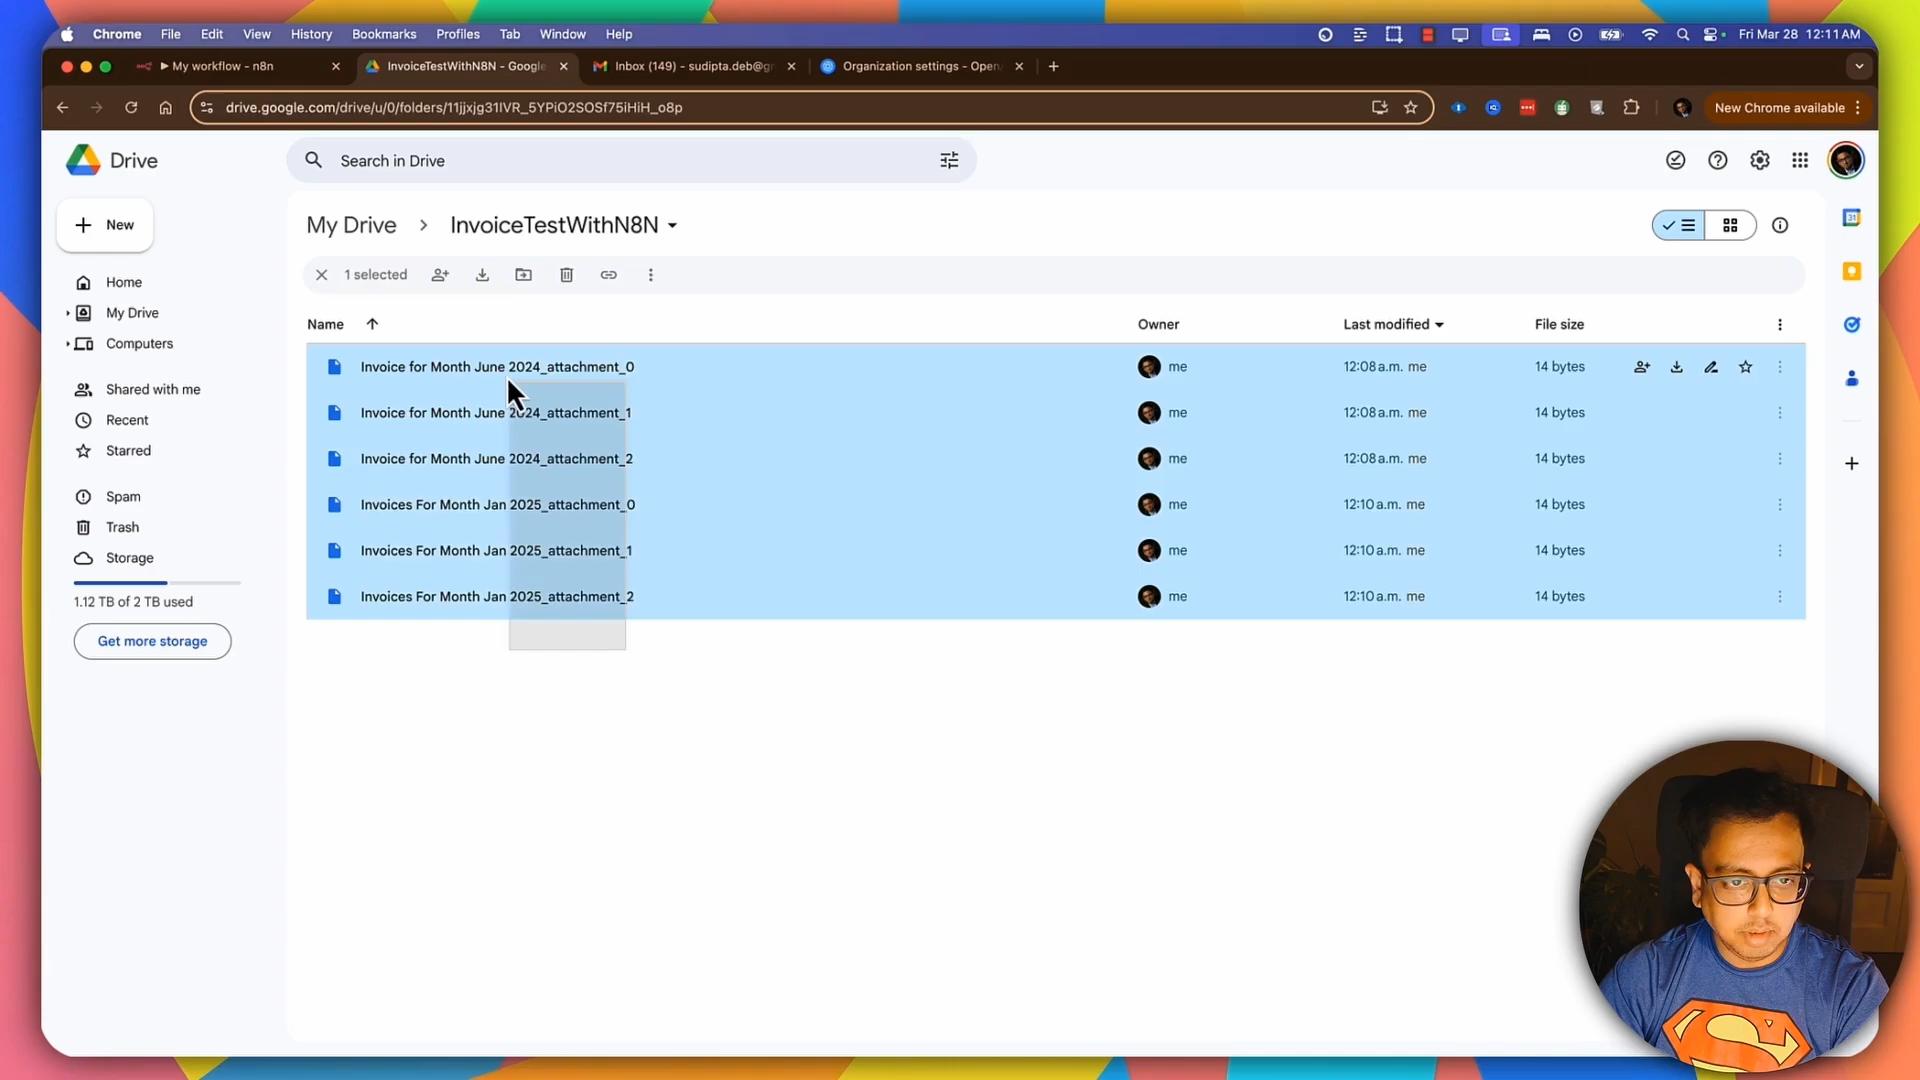 Chrome File Edit View History Bookmarks Profiles Tab Window Help Fri Mar 28 12:11 AM
My workflow - n8n InvoiceTestWithN8N - Google Inbox (149) - sudipta.deb@g Organization settings - Open
drive.google.com/drive/u/0/folders/11jjxjg31lVR_5YPiO2SOSf75iHiH_o8p New Chrome available
Drive Search in Drive
New
My Drive InvoiceTestWithN8N
1 selected
Home
My Drive
Computers
Shared with me
Recent
Starred
Spam
Trash
Storage
1.12 TB of 2 TB used
Get more storage
Name Owner Last modified File size
Invoice for Month June 2024_attachment_0 me 12:08 a.m. me 14 bytes
Invoice for Month June 2024_attachment_1 me 12:08 a.m. me 14 bytes
Invoice for Month June 2024_attachment_2 me 12:08 a.m. me 14 bytes
Invoices For Month Jan 2025_attachment_0 me 12:10 a.m. me 14 bytes
Invoices For Month Jan 2025_attachment_1 me 12:10 a.m. me 14 bytes
Invoices For Month Jan 2025_attachment_2 me 12:10 a.m. me 14 bytes
31